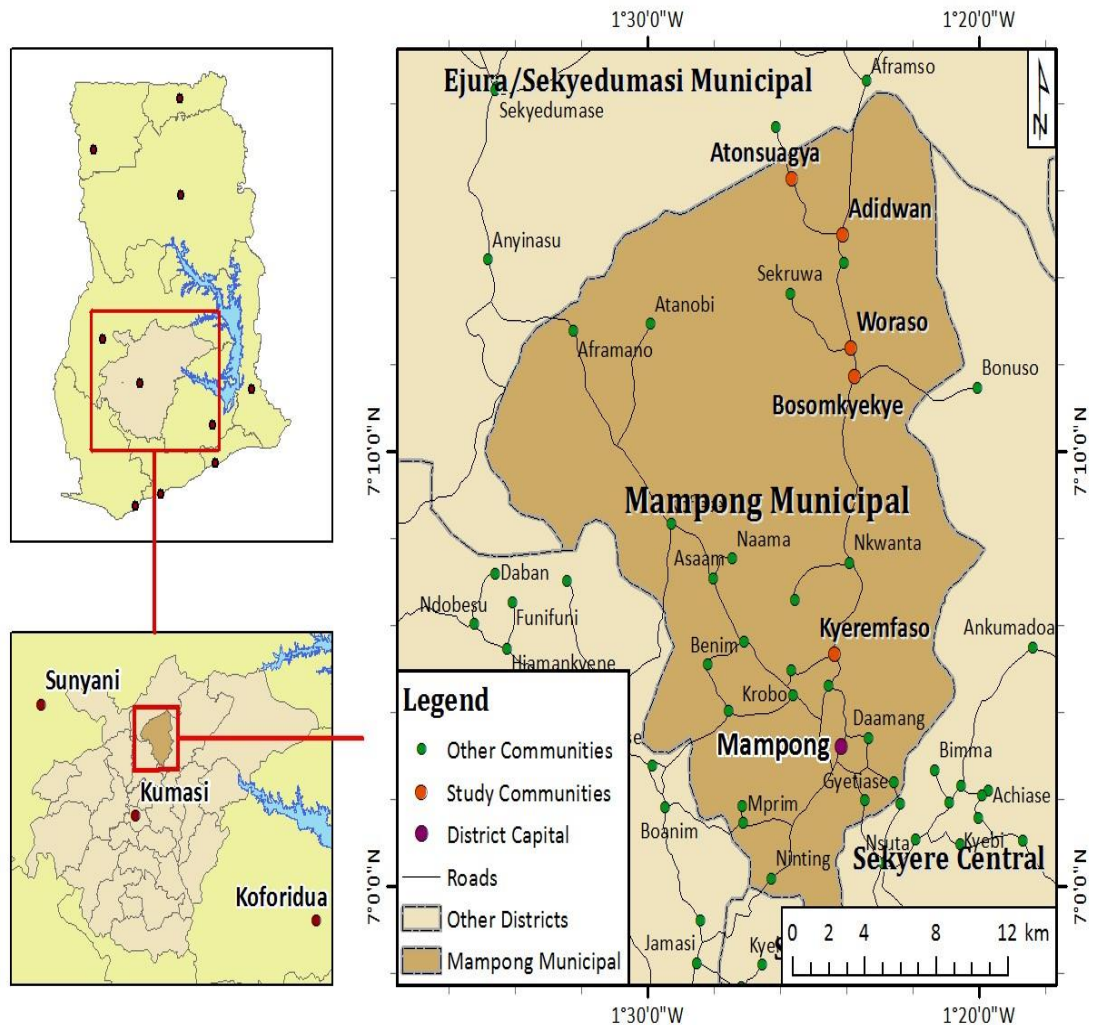 1°30'0"W
1°20'0"W
Ejura/Sekyedumasi Municipal
Aframso
Sekyedumase
N
Atonsuagya
Adidwan
Anyinasu
Sekruwa
Atanobi
Woraso
Aframano
Bonuso
Bosomkyekye
7°10'0"N
7°10'0"N
Mampong Municipal
Naama
Nkwanta
Asaam
Daban
Ndobesu
Funifuni
Kyeremfaso
Ankumadoa
Hiamankyene
Benim
Sunyani
Legend
Krobo
Other Communities
Daamang
Mampong
Bimma
Study Communities
Gyetiase
Achiase
Kumasi
Mprim
District Capital
Boanim
Nsuta
Kyebi
Roads
Ninting
Sekyere Central
7°0'0"N
7°0'0"N
Koforidua
Other Districts
0 2 4 8 12 km
Jamasi
Mampong Municipal
1°30'0"W
1°20'0"W